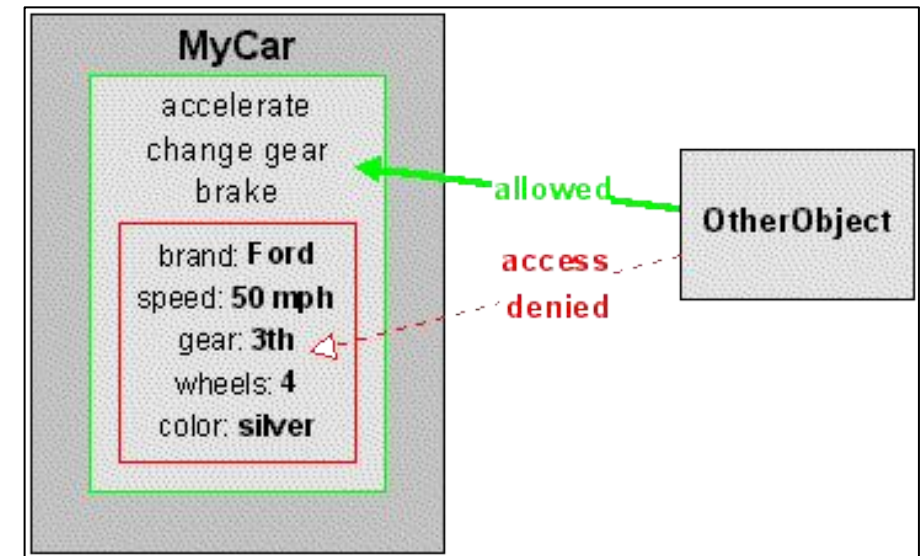 MyCar
accelerate
change gear
brake
brand: Ford
speed: 50 mph
gear: 3th
wheels: 4
color: silver
allowed
access
denied
OtherObject